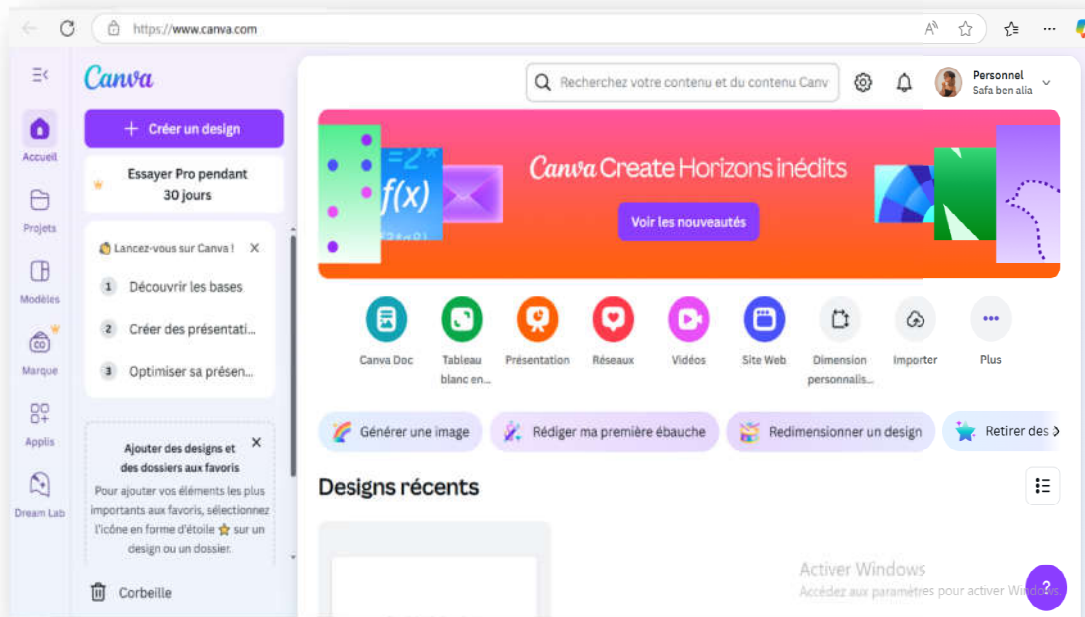 https://www.canva.com
Canva
Créer un design
Essayer Pro pendant
30 jours
Lancez-vous sur Canva !
1 Découvrir les bases
2 Créer des présentati...
3 Optimiser sa présen...
Ajouter des designs et
des dossiers aux favoris
Pour ajouter vos éléments les plus
importants aux favoris, sélectionnez
l'icône en forme d'étoile sur un
design ou un dossier.
Corbeille
Accueil
Projets
Modèles
Marque
Applis
Dream Lab
Recherchez votre contenu et du contenu Canv
Personnel
Safa ben alia
=2x
f(x)
Canva Create Horizons inédits
Voir les nouveautés
Canva Doc
Tableau
blanc en...
Présentation
Réseaux
Vidéos
Site Web
Dimension
personnalis...
Importer
Plus
Générer une image
Rédiger ma première ébauche
Redimensionner un design
Retirer des
Designs récents
Activer Windows
Accédez aux paramètres pour activer Windows.
?